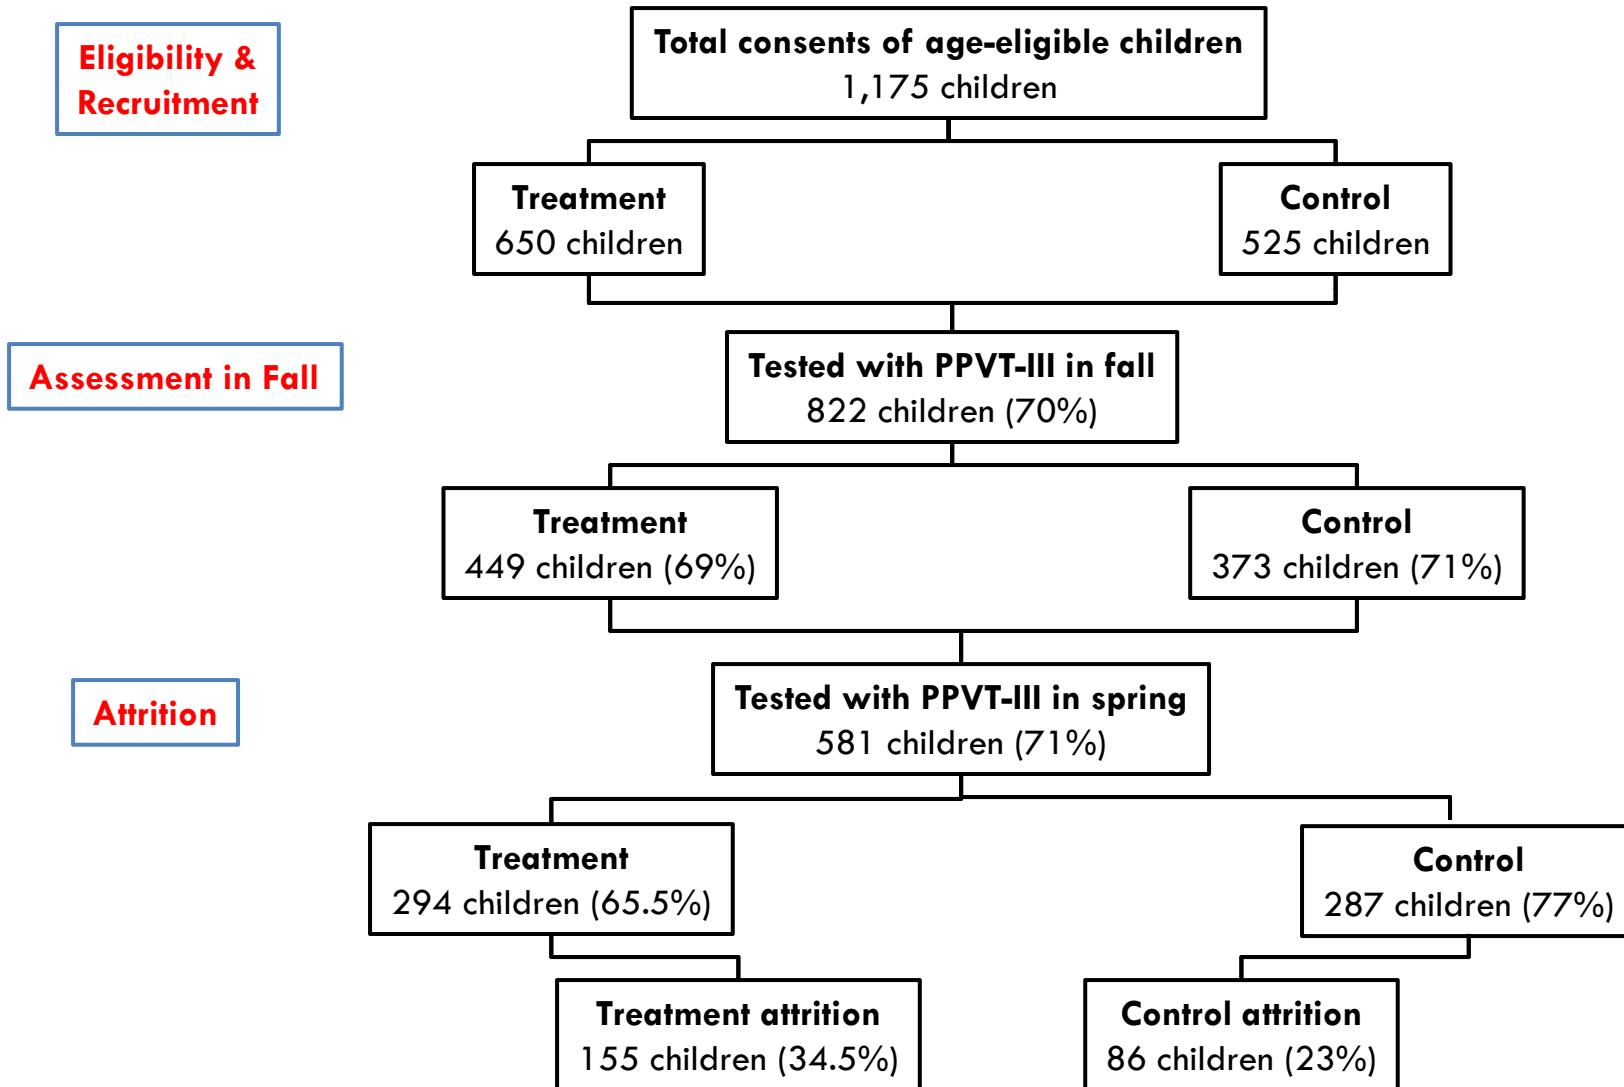 Eligibility &
Recruitment
Total consents of age-eligible children
1,175 children
Treatment
650 children
Control
525 children
Assessment in Fall
Tested with PPVT-III in fall
822 children (70%)
Treatment
449 children (69%)
Control
373 children (71%)
Attrition
Tested with PPVT-III in spring
581 children (71%)
Treatment
294 children (65.5%)
Control
287 children (77%)
Treatment attrition
155 children (34.5%)
Control attrition
86 children (23%)